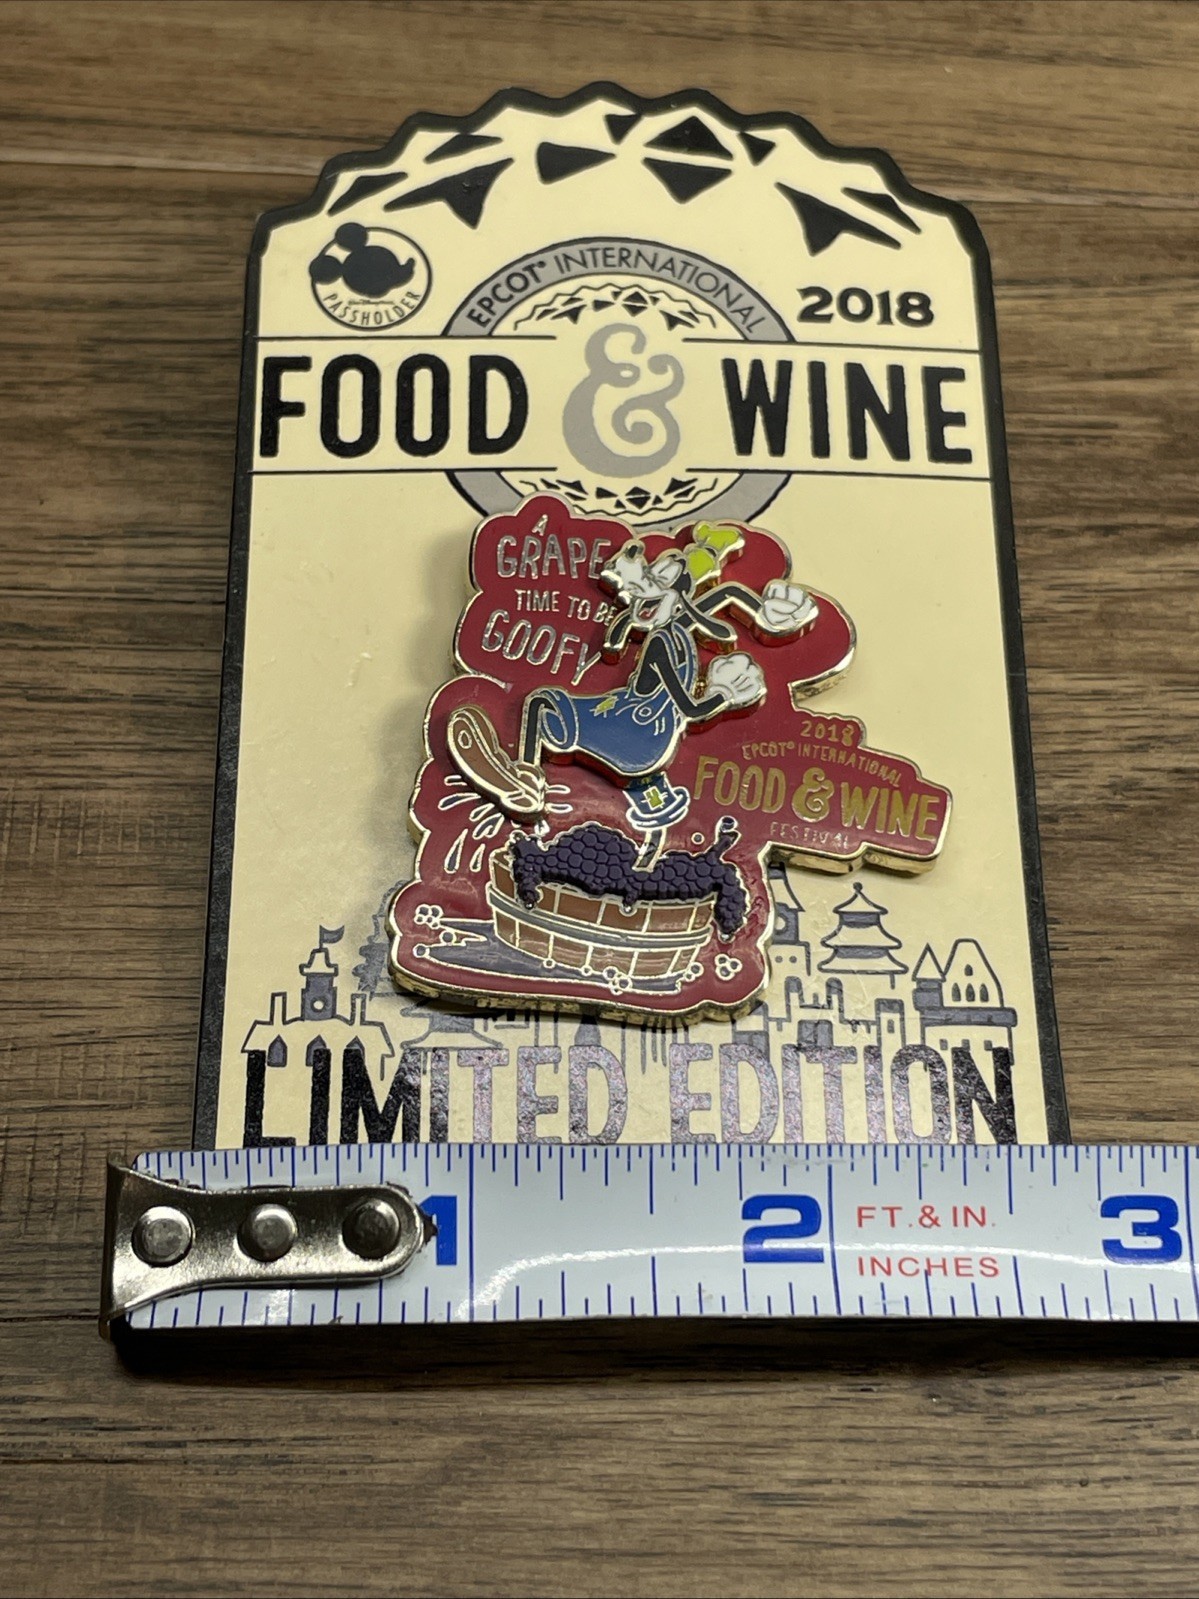 EPCOT® INTERNATIONAL
2018
PASSHOLDER
FOOD & WINE
A
GRAPE
TIME TO BE
GOOFY
2018
EPCOT® INTERNATIONAL
FOOD & WINE
FESTIVAL
LIMITED EDITION
1 2 FT. & IN. 3
INCHES